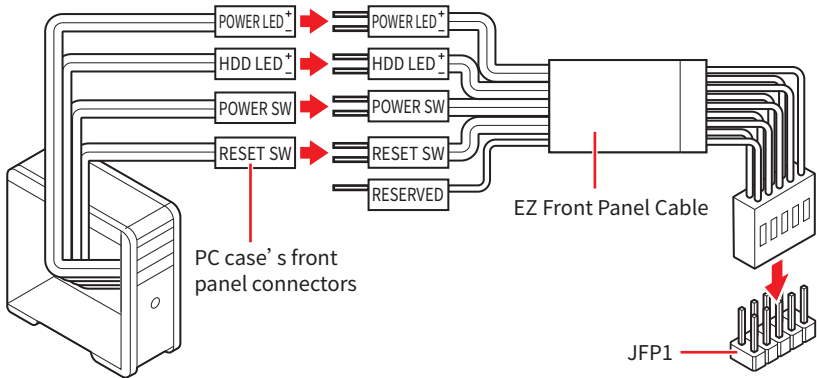 POWER LED + −
POWER LED + −
HDD LED + −
HDD LED + −
POWER SW
POWER SW
RESET SW
RESET SW
RESERVED
EZ Front Panel Cable
PC case’s front
panel connectors
JFP1